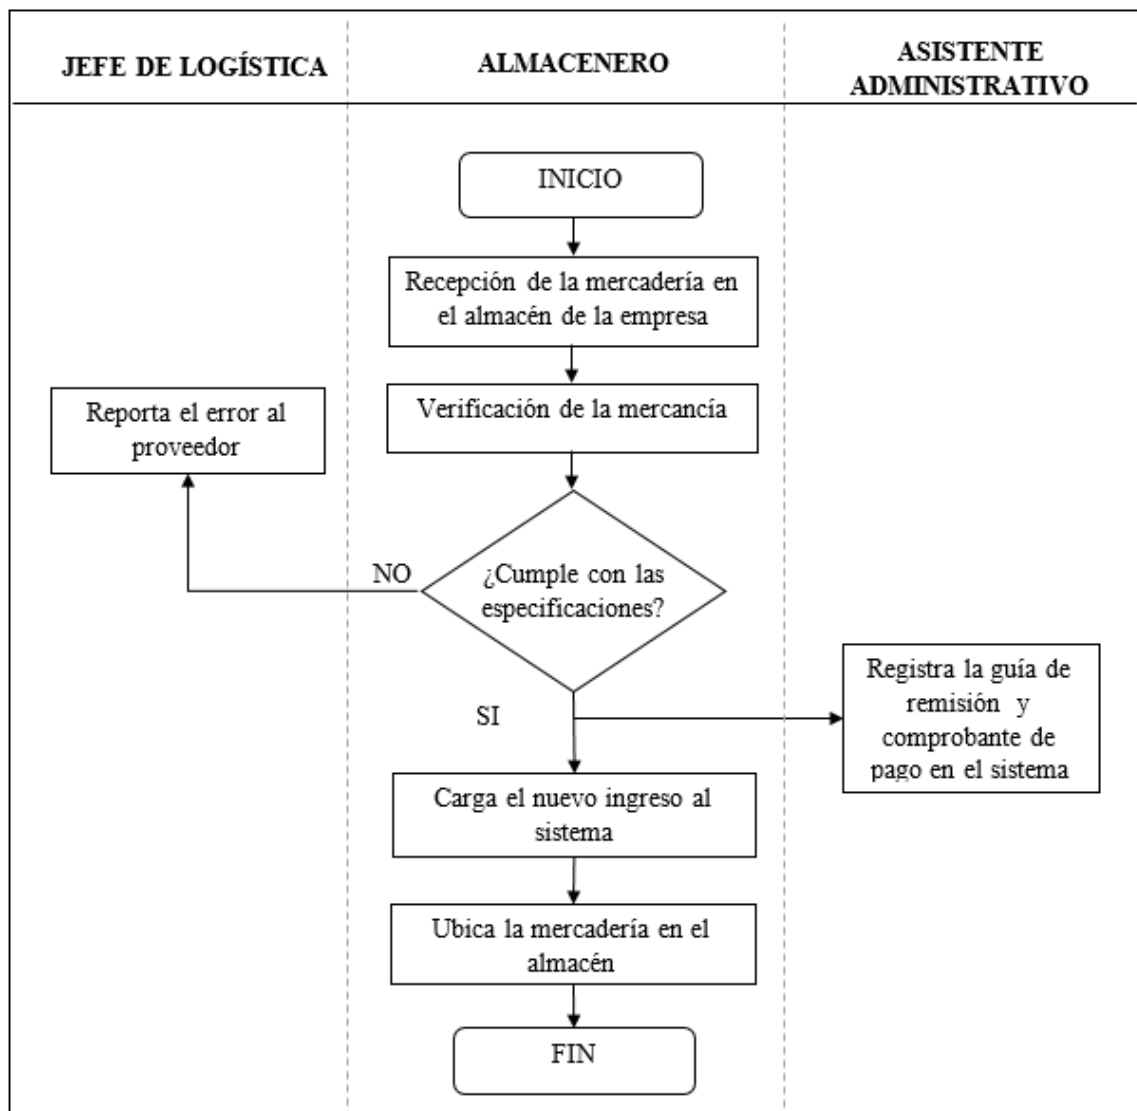 JEFE DE LOGÍSTICA
ALMACENERO
ASISTENTE
ADMINISTRATIVO
INICIO
Recepción de la mercadería en
el almacén de la empresa
Verificación de la mercancía
Reporta el error al
proveedor
NO
¿Cumple con las
especificaciones?
SI
Registra la guía de
remisión y
comprobante de
pago en el sistema
Carga el nuevo ingreso al
sistema
Ubica la mercadería en el
almacén
FIN